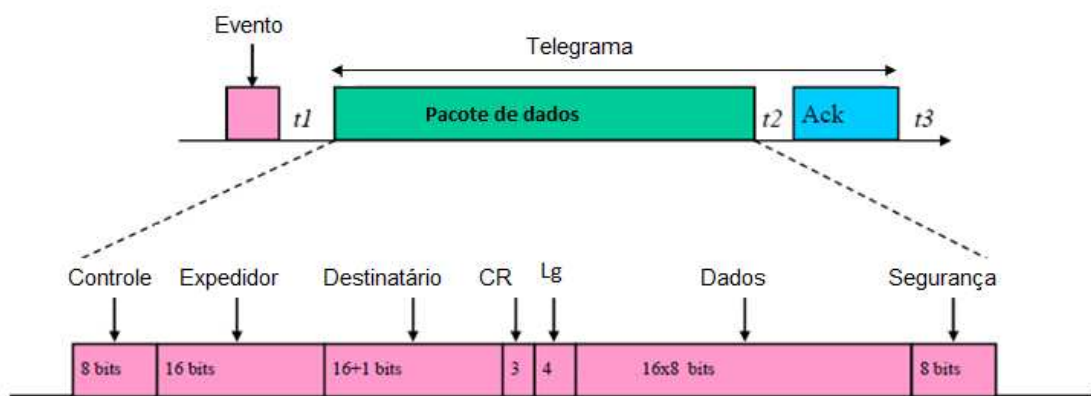 Evento
Telegrama
t1 Pacote de dados t2 Ack t3
Controle Expedidor Destinatário CR Lg Dados Segurança
8 bits 16 bits 16+1 bits 3 4 16x8 bits 8 bits